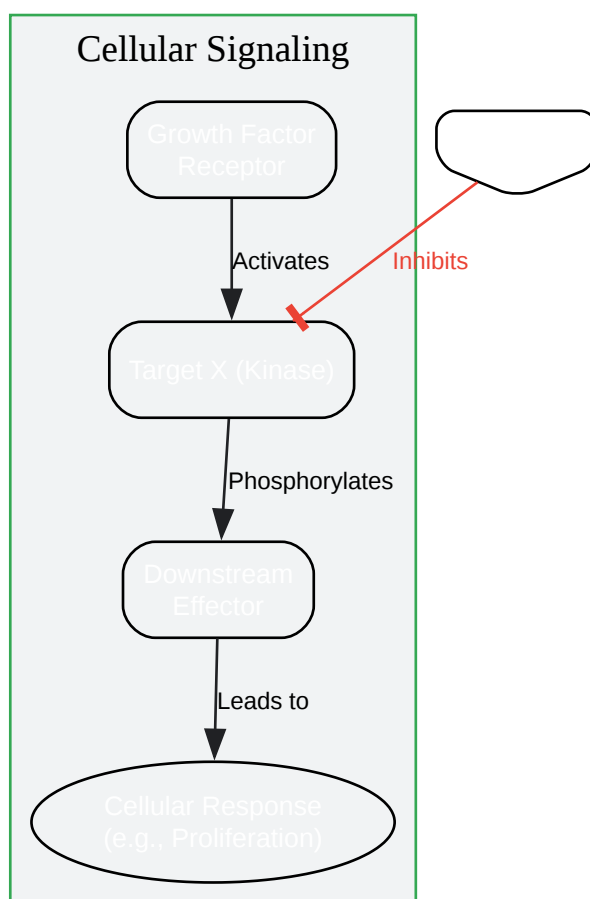 Cellular Signaling
Growth Factor
Receptor
Activates
Inhibits
Target X (Kinase)
Phosphorylates
Downstream
Effector
Leads to
Cellular Response
(e.g., Proliferation)